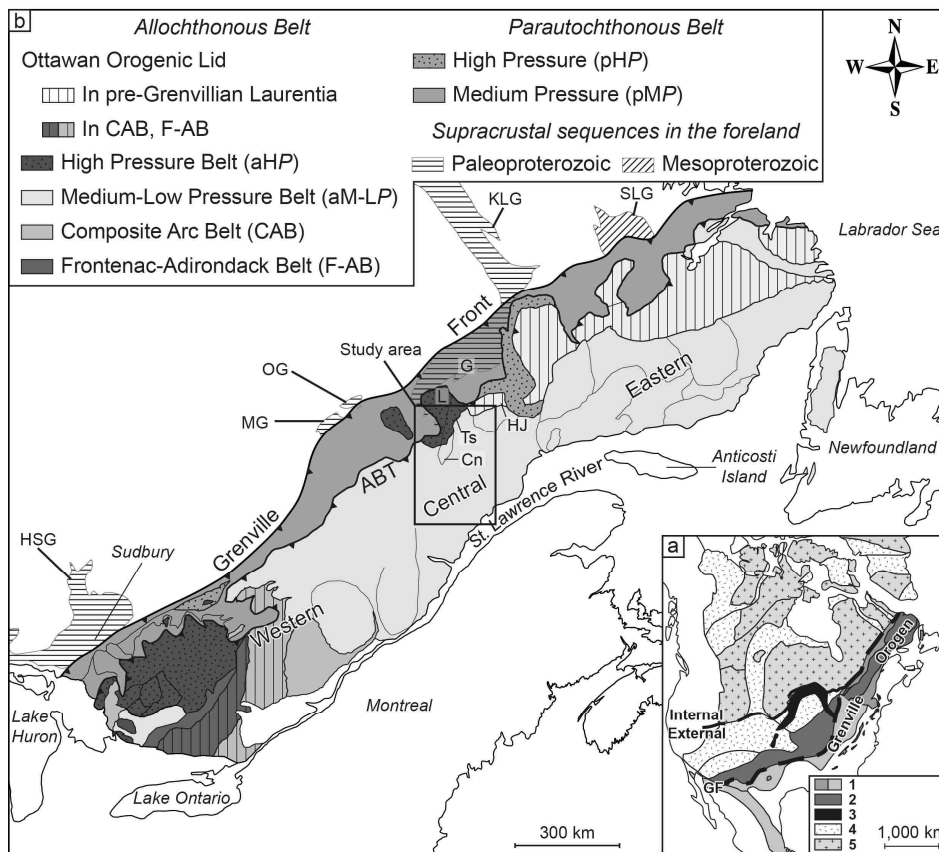 b
Allochthonous Belt
Ottawan Orogenic Lid
In pre-Grenvillian Laurentia
In CAB, F-AB
High Pressure Belt (aHP)
Medium-Low Pressure Belt (aM-LP)
Composite Arc Belt (CAB)
Frontenac-Adirondack Belt (F-AB)
Parautochthonous Belt
High Pressure (pHP)
Medium Pressure (pMP)
Supracrustal sequences in the foreland
Paleoproterozoic
Mesoproterozoic
N
W
E
S
KLG
SLG
Labrador Sea
Front
Study area
OG
MG
G
L
HJ
Ts
Cn
Eastern
Central
ABT
Grenville
Newfoundland
Anticosti
Island
St. Lawrence River
HSG
Sudbury
Western
Montreal
Lake
Huron
Lake Ontario
300 km
a
Orogen
Grenville
Internal
External
GF
1
2
3
4
5
1,000 km